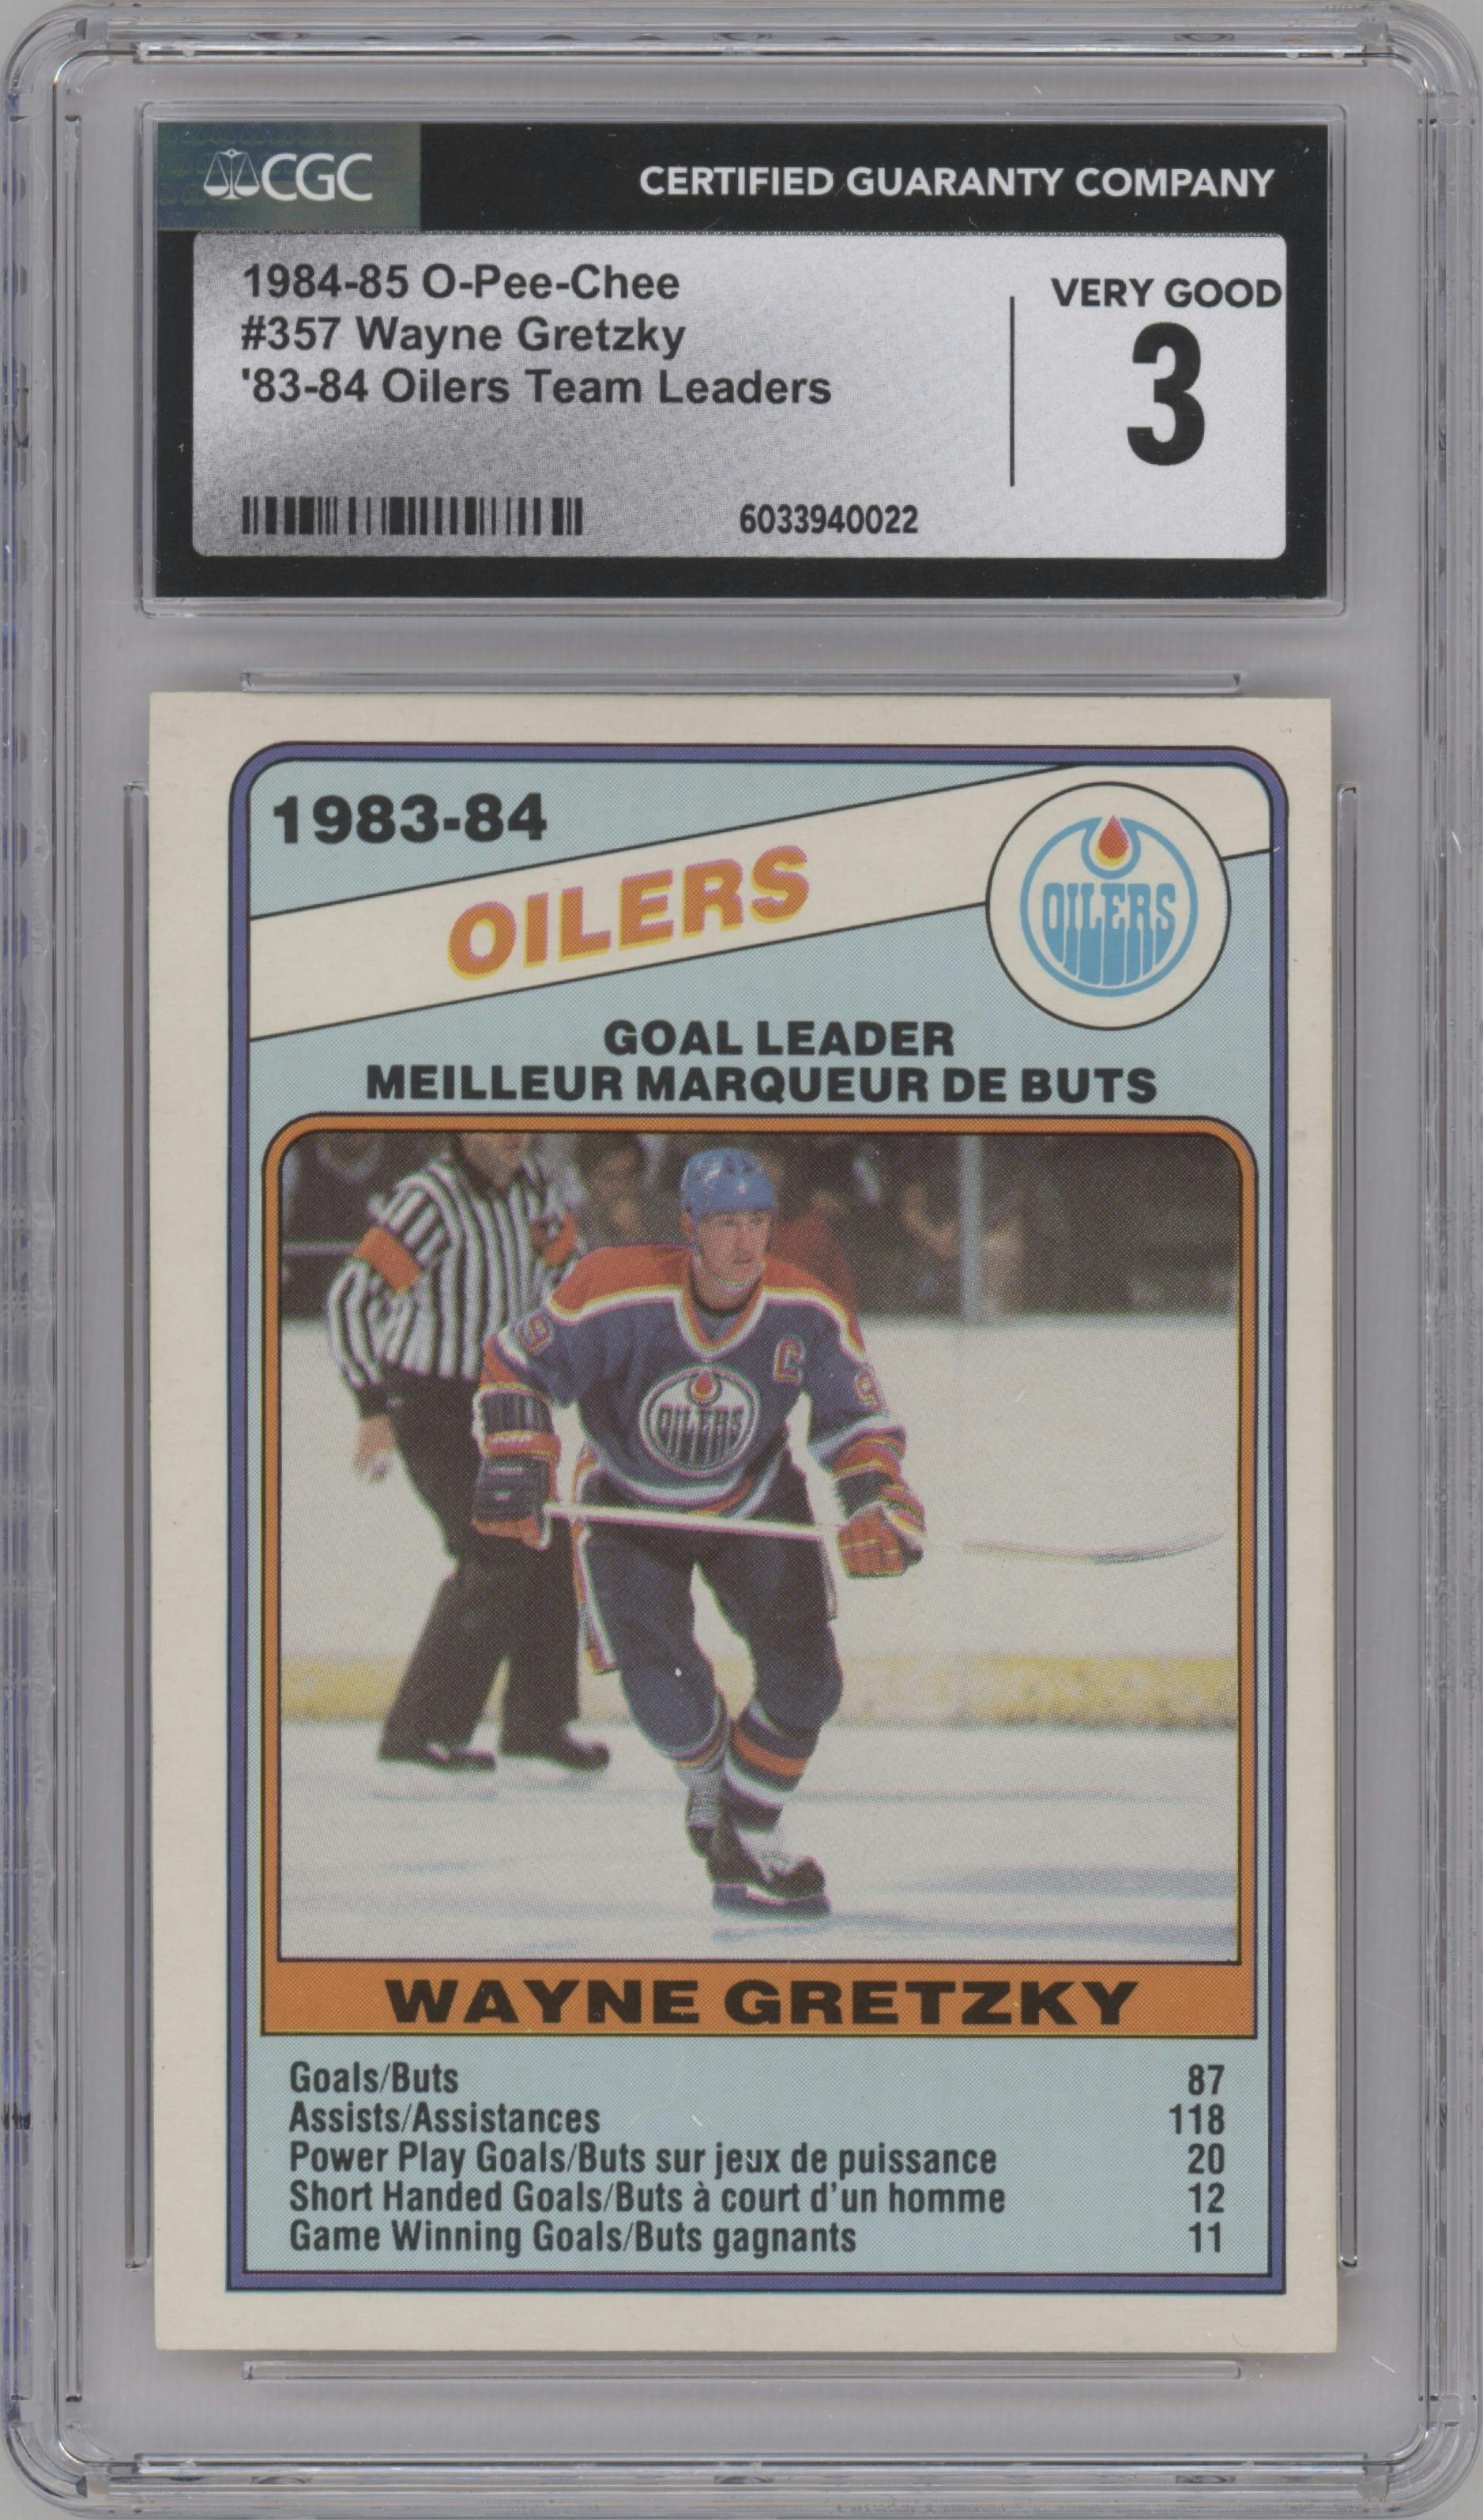 CGC
CERTIFIED GUARANTY COMPANY
1984-85 O-Pee-Chee
#357 Wayne Gretzky
'83-84 Oilers Team Leaders
VERY GOOD
3
6033940022
1983-84
OILERS
OILERS
GOAL LEADER
MEILLEUR MARQUEUR DE BUTS
C
OILERS
WAYNE GRETZKY
Goals/Buts 87
Assists/Assistances 118
Power Play Goals/Buts sur jeux de puissance 20
Short Handed Goals/Buts à court d'un homme 12
Game Winning Goals/Buts gagnants 11